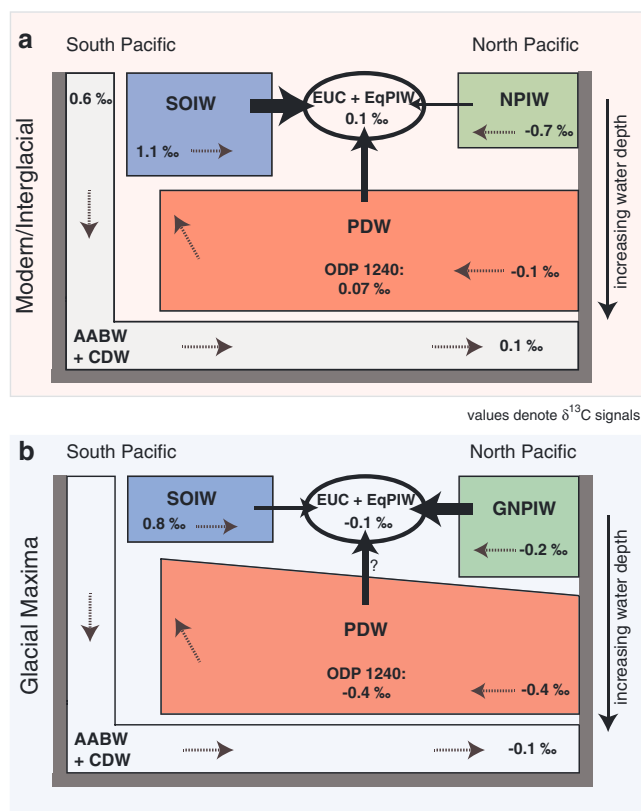 a
South Pacific
North Pacific
Modern/Interglacial
0.6 ‰
SOIW
1.1 ‰
EUC + EqPIW
0.1 ‰
NPIW
-0.7 ‰
increasing water depth
PDW
ODP 1240:
0.07 ‰
-0.1 ‰
AABW
+ CDW
0.1 ‰
values denote δ¹³C signals
b
South Pacific
North Pacific
Glacial Maxima
SOIW
0.8 ‰
EUC + EqPIW
-0.1 ‰
GNPIW
-0.2 ‰
increasing water depth
?
PDW
ODP 1240:
-0.4 ‰
-0.4 ‰
AABW
+ CDW
-0.1 ‰